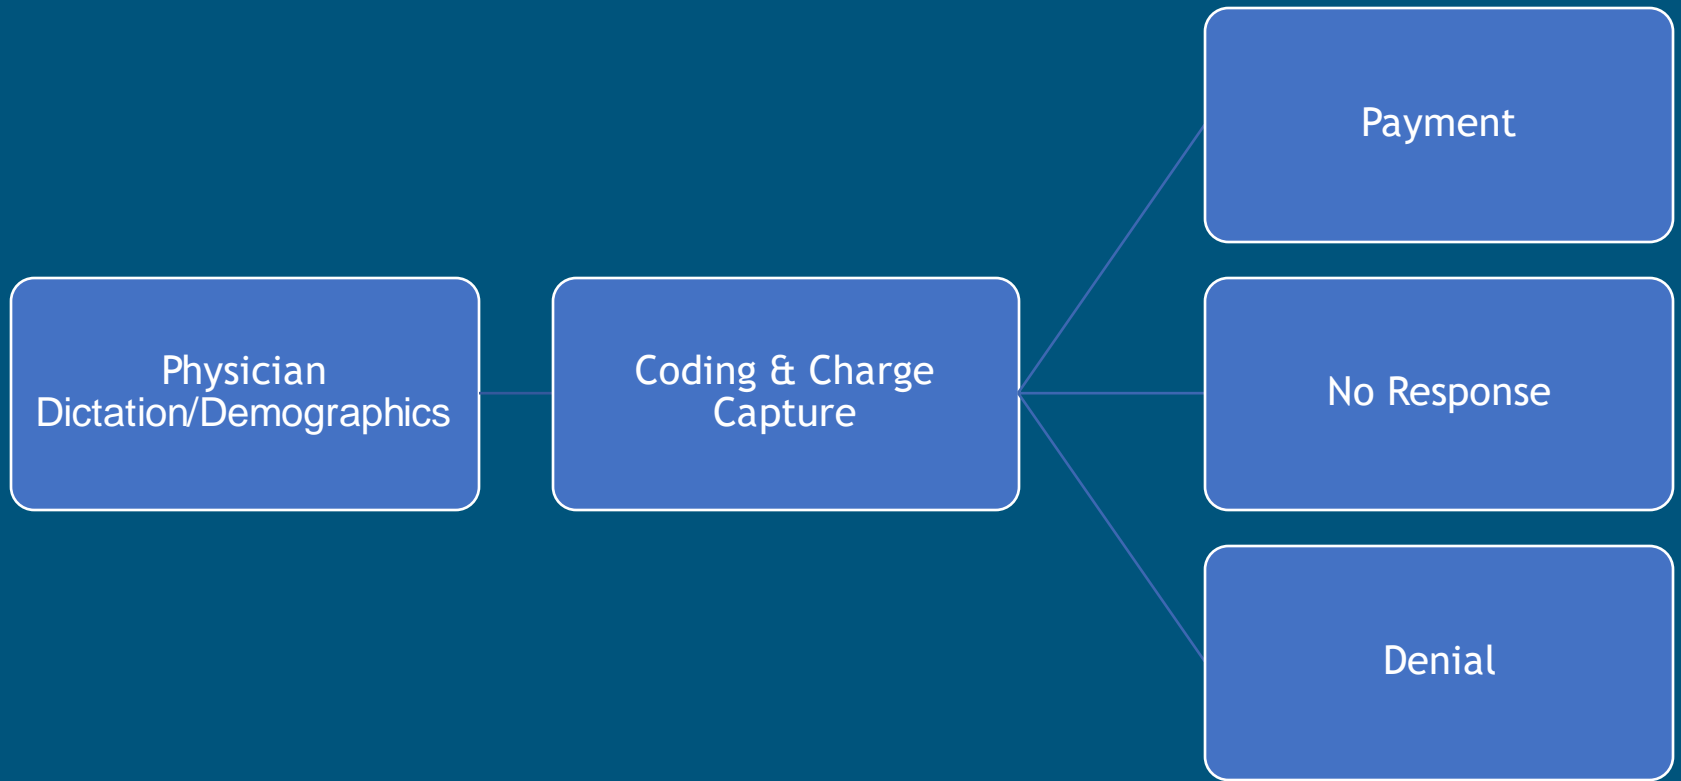 Physician
Dictation/Demographics
Coding & Charge
Capture
Payment
No Response
Denial